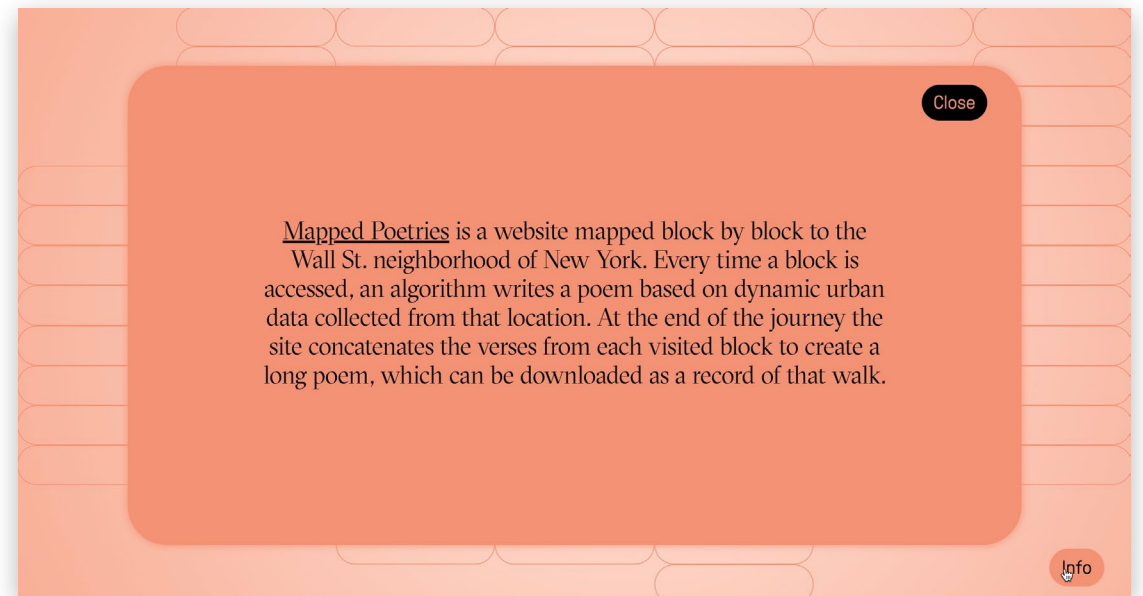 Close
Mapped Poetries is a website mapped block by block to the
Wall St. neighborhood of New York. Every time a block is
accessed, an algorithm writes a poem based on dynamic urban
data collected from that location. At the end of the journey the
site concatenates the verses from each visited block to create a
long poem, which can be downloaded as a record of that walk.
Info